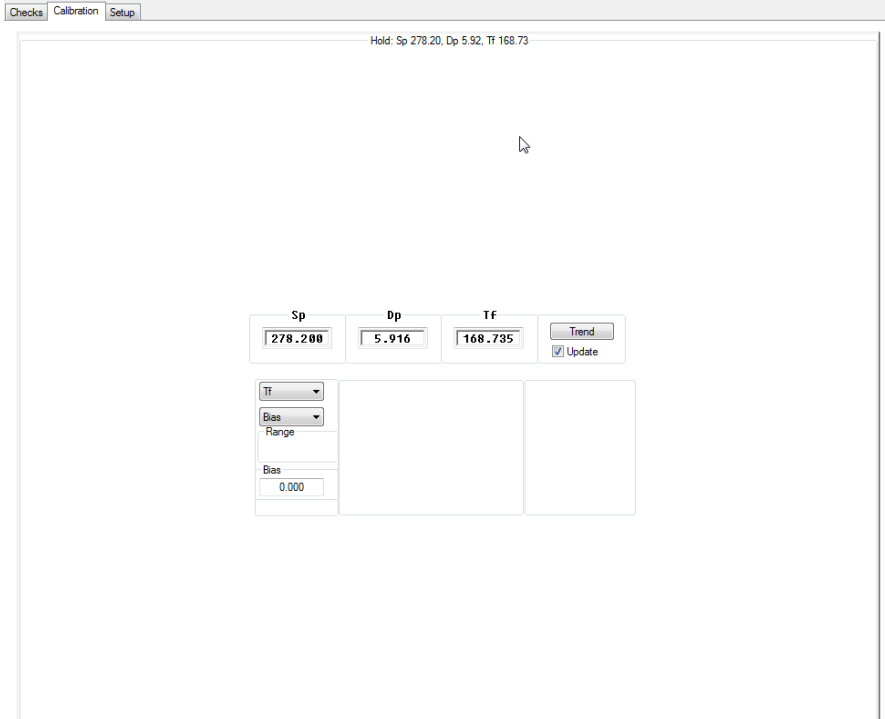 Checks Calibration Setup
Hold: Sp 278.20, Dp 5.92, Tf 168.73
Sp Dp Tf
278.200 5.916 168.735 Trend
Update
Tf
Bias
Range
Bias
0.000